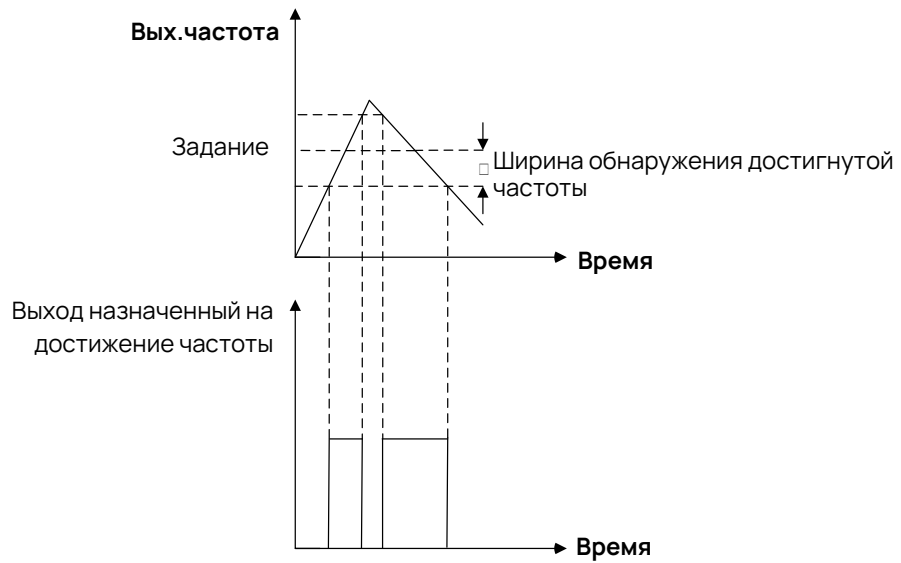 Вых.частота
Задание
Ширина обнаружения достигнутой
частоты
Время
Выход назначенный на
достижение частоты
Время